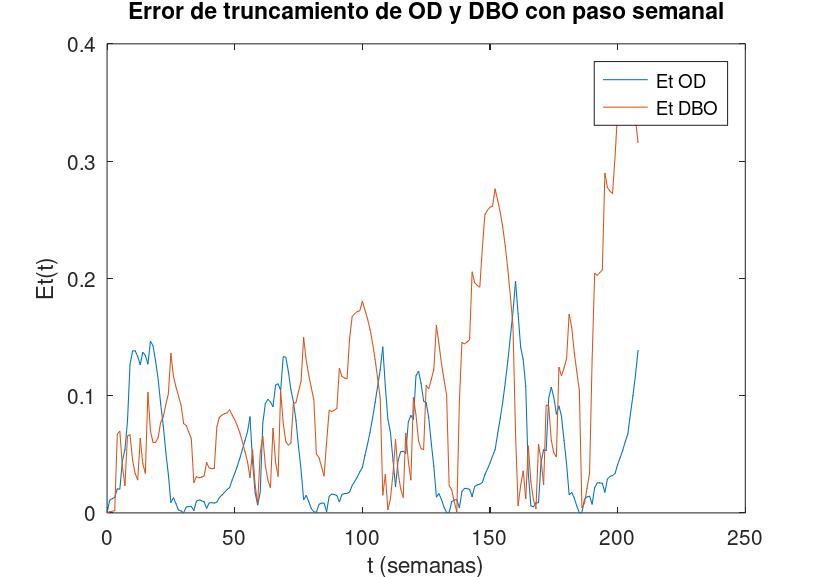 Error de truncamiento de OD y DBO con paso semanal
0.4
Et OD
Et DBO
0.3
Et(t)
0.2
0.1
0
0 50 100 150 200 250
t (semanas)